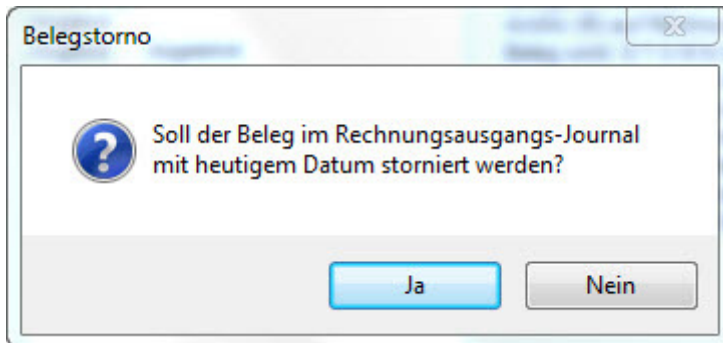 Belegstorno
Soll der Beleg im Rechnungsausgangs-Journal
mit heutigem Datum storniert werden?
Ja
Nein